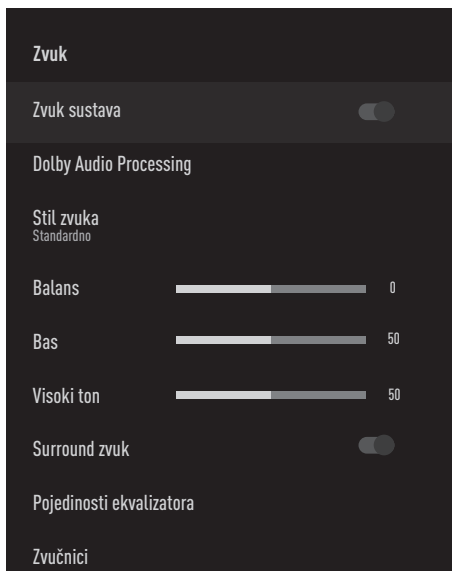 Zvuk
Zvuk sustava
Dolby Audio Processing
Stil zvuka
Standardno
Balans 0
Bas 50
Visoki ton 50
Surround zvuk
Pojedinosti ekvalizatora
Zvučnici